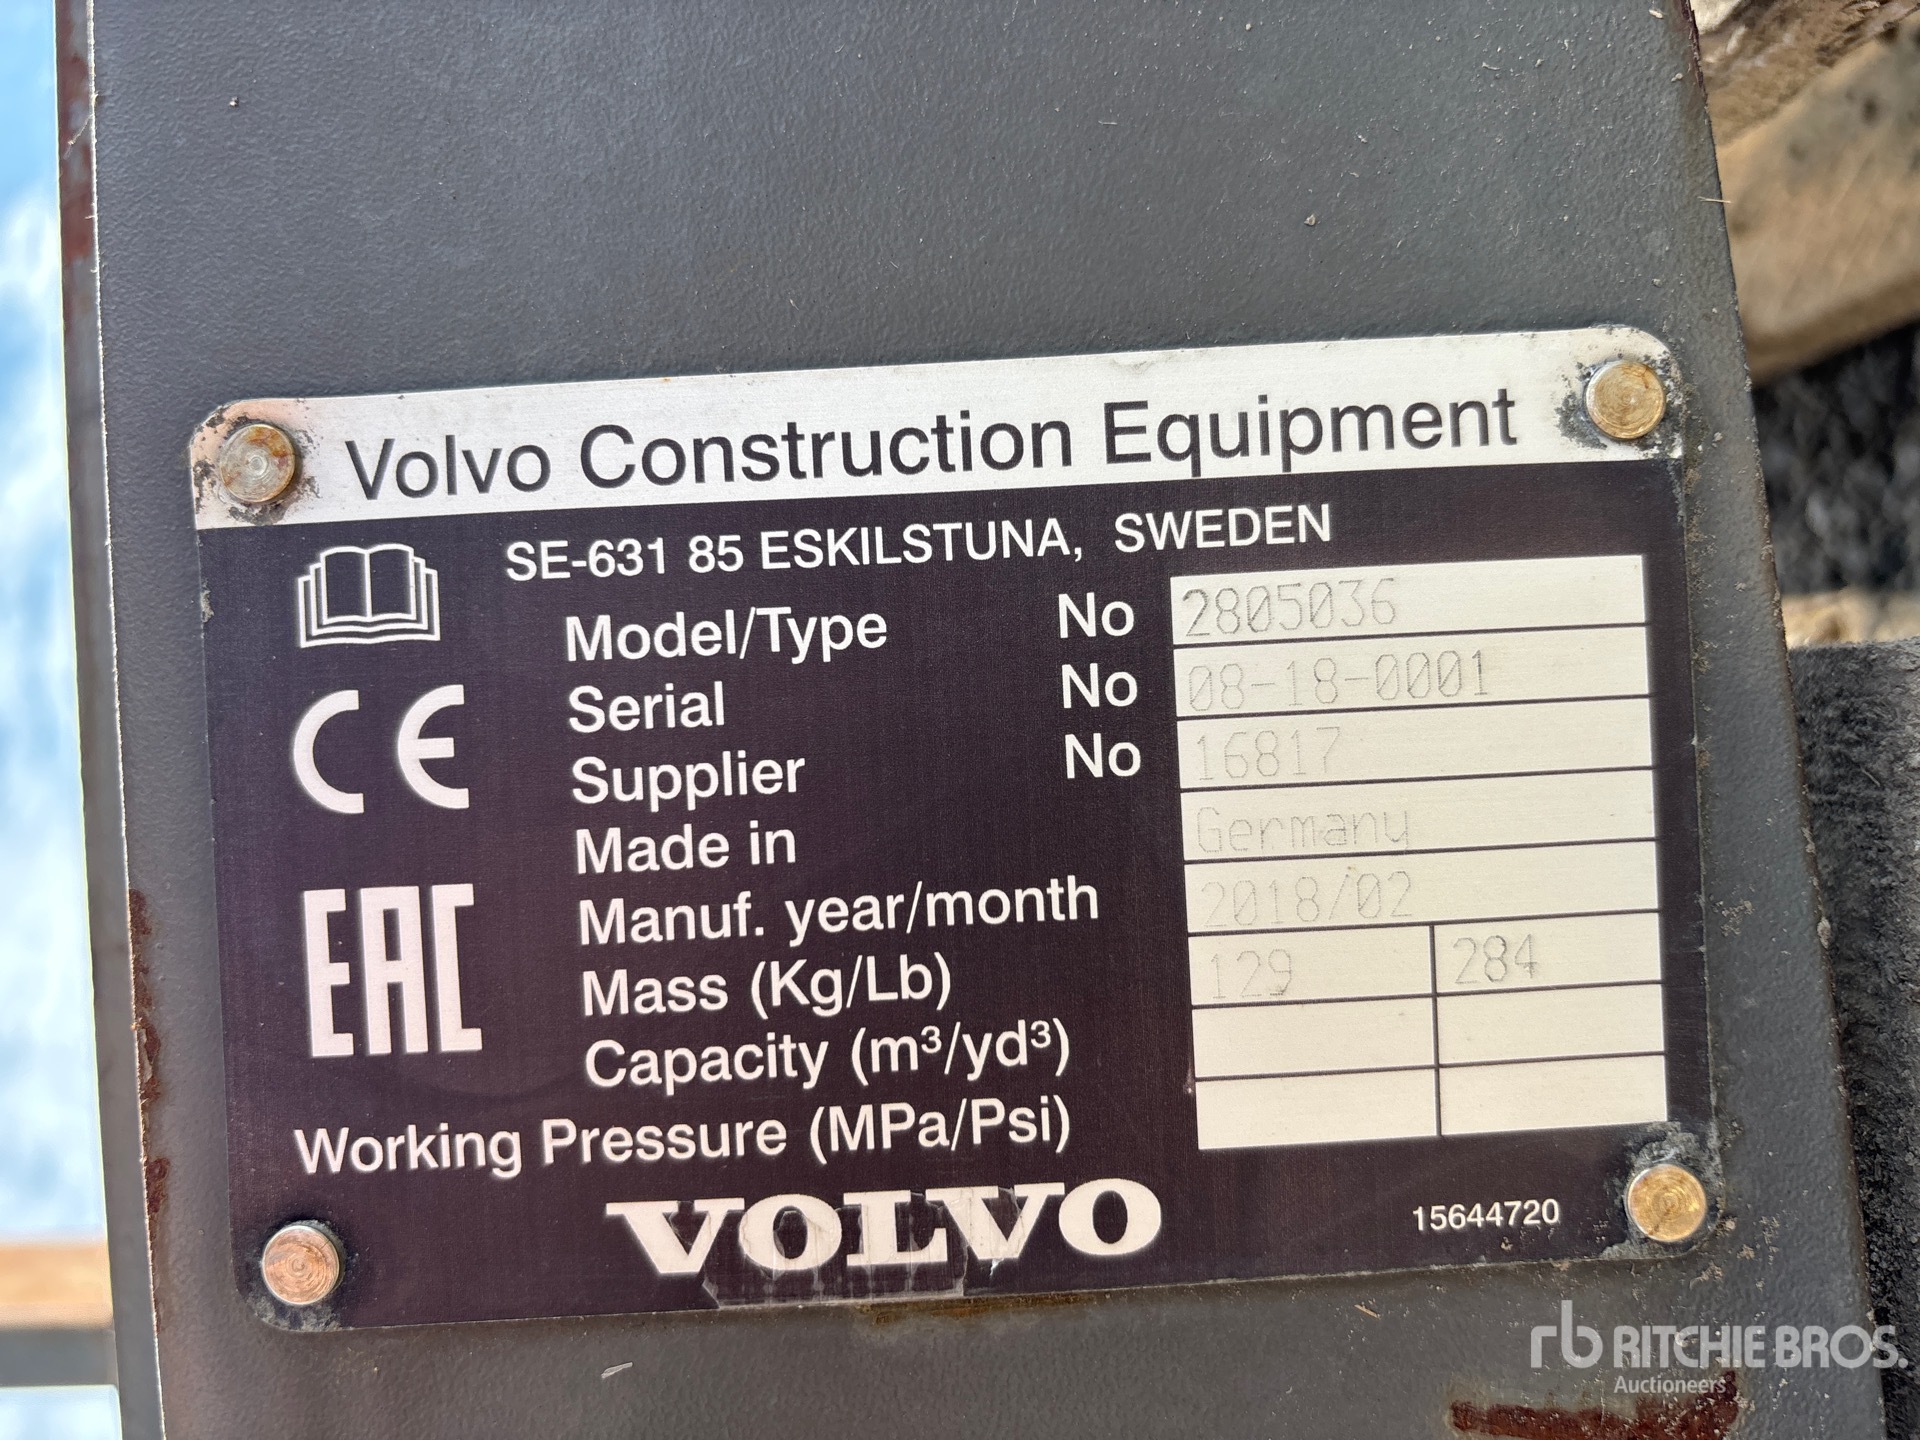 Volvo Construction Equipment
SE-631 85 ESKILSTUNA, SWEDEN
Model/Type No 2805036
Serial No 08-18-0001
Supplier No 16817
Made in Germany
Manuf. year/month 2018/02
Mass (Kg/Lb) 129 284
Capacity (m³/yd³)
Working Pressure (MPa/Psi)
CE
EAC
VOLVO
15644720
rb RITCHIE BROS.
Auctioneers